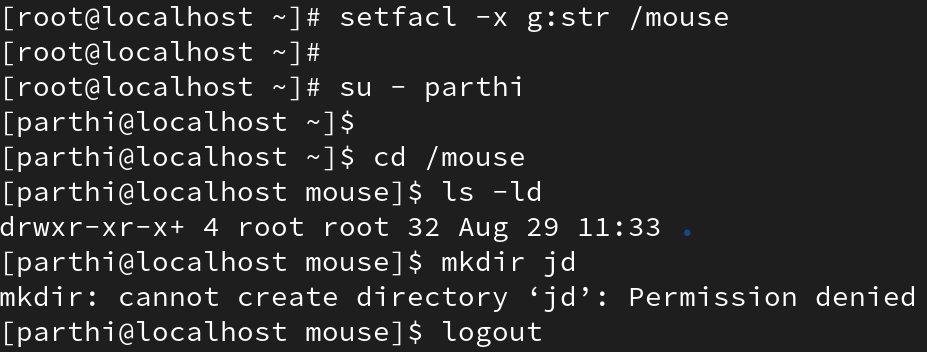 [root@localhost ~]# setfacl -x g:str /mouse
[root@localhost ~]#
[root@localhost ~]# su - parthi
[parthi@localhost ~]$
[parthi@localhost ~]$ cd /mouse
[parthi@localhost mouse]$ ls -ld
drwxr-xr-x+ 4 root root 32 Aug 29 11:33 .
[parthi@localhost mouse]$ mkdir jd
mkdir: cannot create directory ‘jd’: Permission denied
[parthi@localhost mouse]$ logout